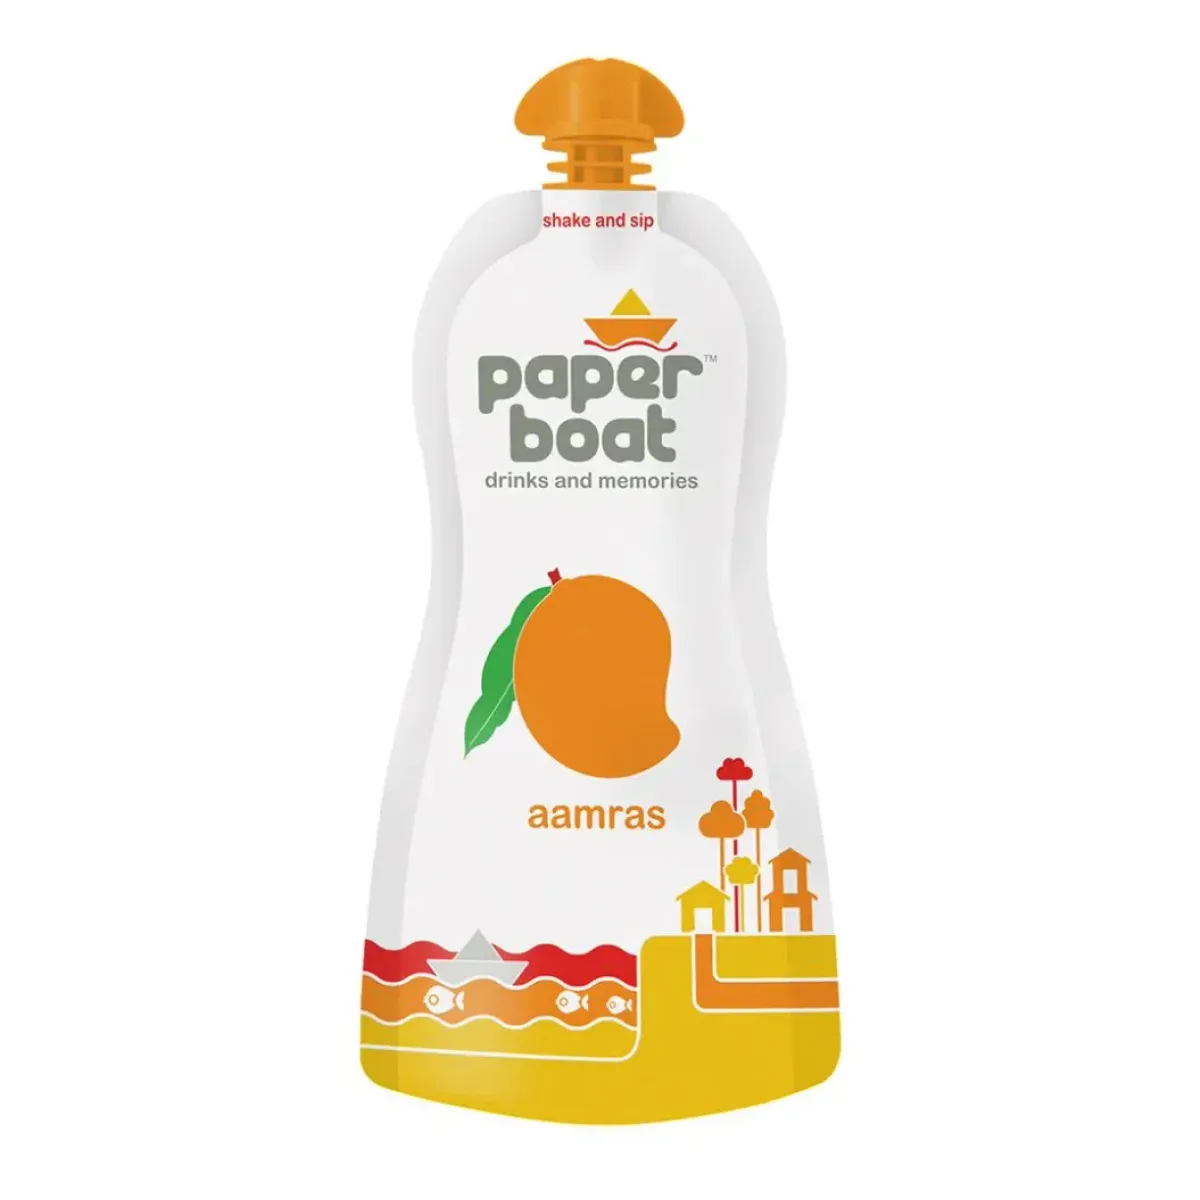 shake and sip
paper™
boat
drinks and memories
aamras